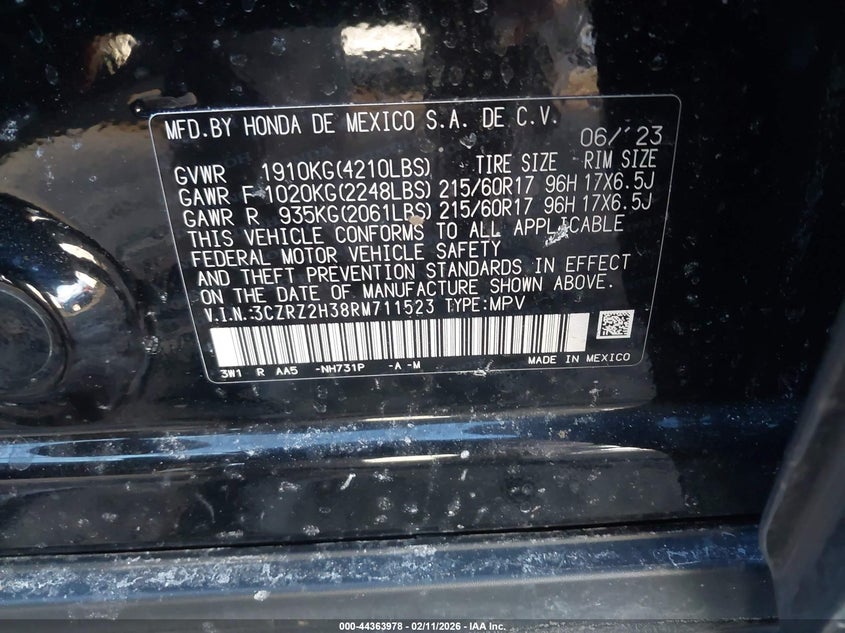 MFD.BY HONDA DE MEXICO S.A. DE C.V. 06/'23
GVWR 1910KG(4210LBS) TIRE SIZE RIM SIZE
GAWR F 1020KG(2248LBS) 215/60R17 96H 17X6.5J
GAWR R 935KG(2061LBS) 215/60R17 96H 17X6.5J
THIS VEHICLE CONFORMS TO ALL APPLICABLE
FEDERAL MOTOR VEHICLE SAFETY
AND THEFT PREVENTION STANDARDS IN EFFECT
ON THE DATE OF MANUFACTURE SHOWN ABOVE.
V.I.N.:3CZRZ2H38RM711523 TYPE:MPV
3W1 R AA5 -NH731P -A -M MADE IN MEXICO
000-44363978 - 02/11/2026 - IAA Inc.